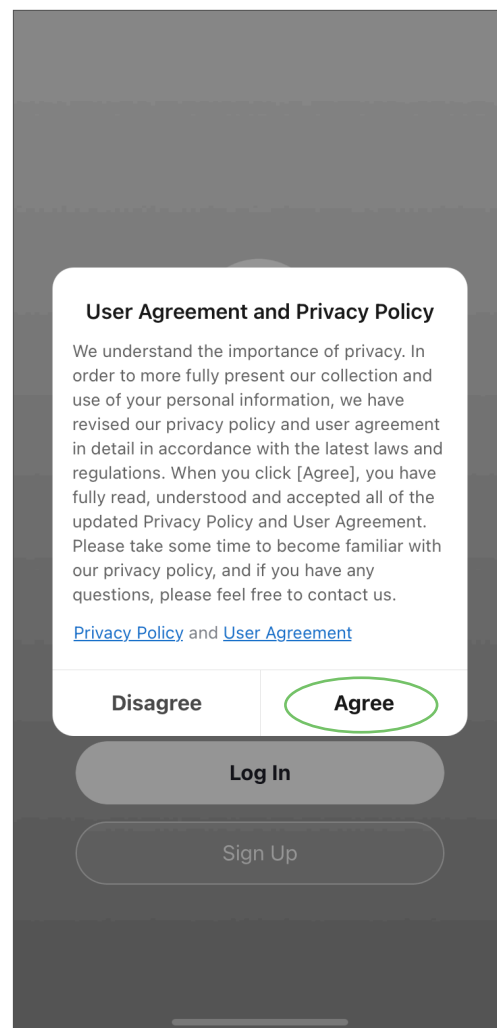 User Agreement and Privacy Policy
We understand the importance of privacy. In
order to more fully present our collection and
use of your personal information, we have
revised our privacy policy and user agreement
in detail in accordance with the latest laws and
regulations. When you click [Agree], you have
fully read, understood and accepted all of the
updated Privacy Policy and User Agreement.
Please take some time to become familiar with
our privacy policy, and if you have any
questions, please feel free to contact us.
Privacy Policy and User Agreement
Disagree Agree
Log In
Sign Up